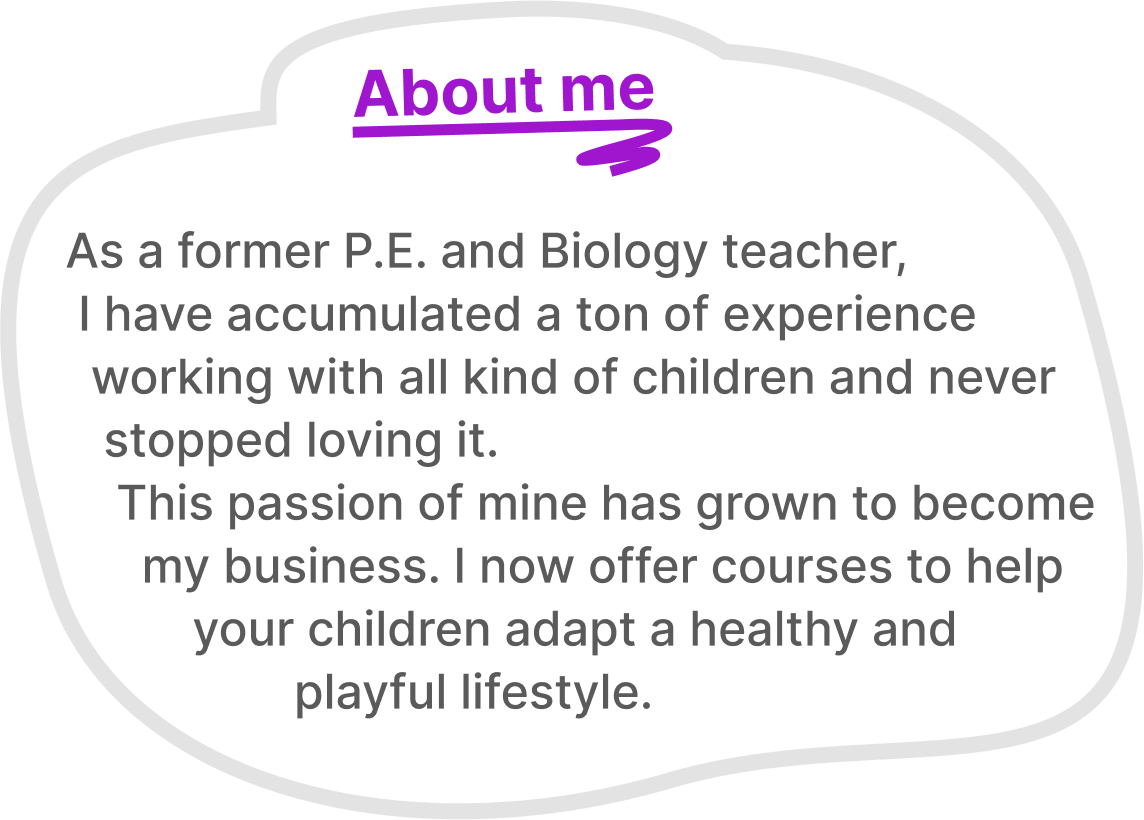 About me
As a former P.E. and Biology teacher,
I have accumulated a ton of experience
working with all kind of children and never
stopped loving it.
This passion of mine has grown to become
my business. I now offer courses to help
your children adapt a healthy and
playful lifestyle.